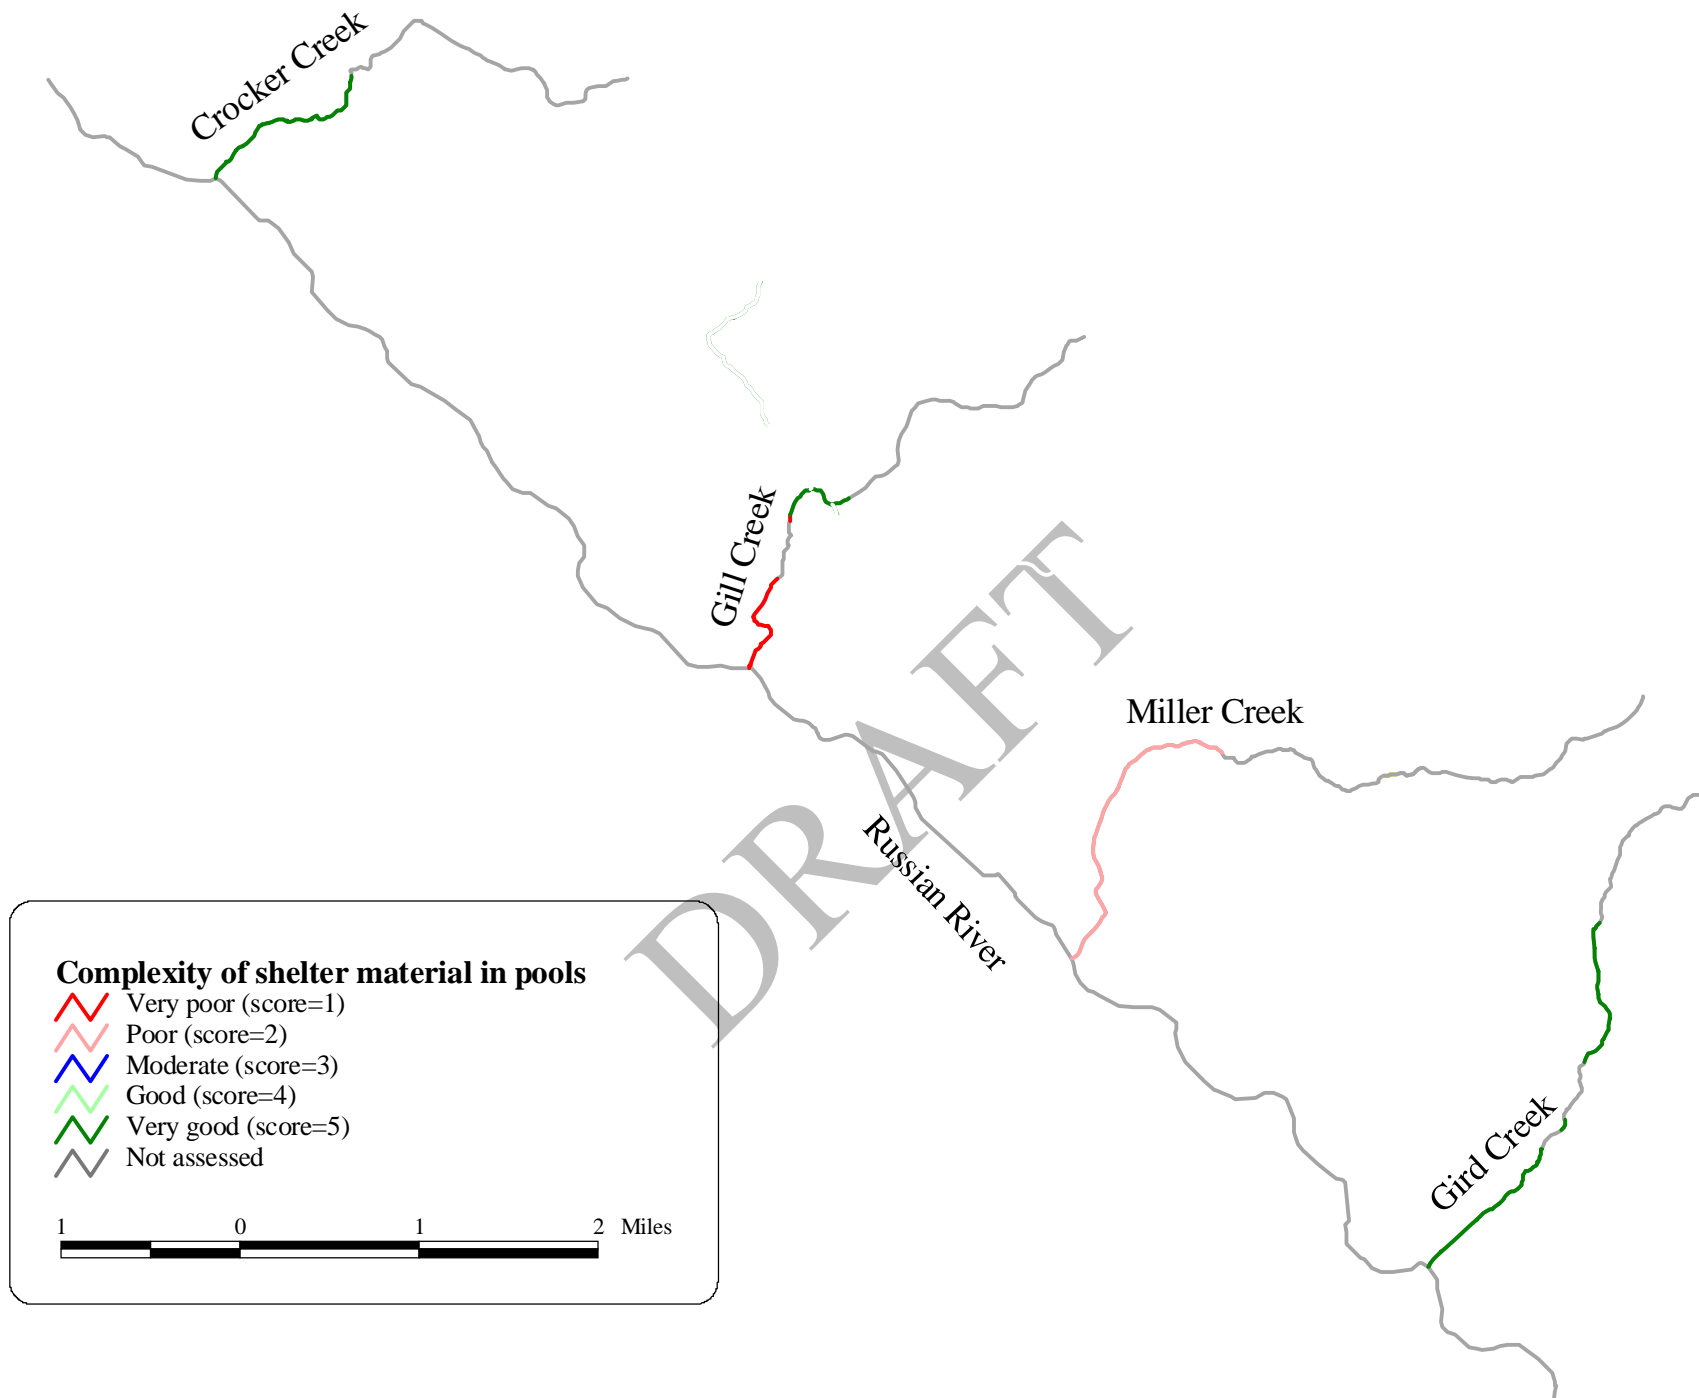 Crocker Creek
Gill Creek
DRAFT
Miller Creek
Russian River
Gird Creek
Complexity of shelter material in pools
Very poor (score=1)
Poor (score=2)
Moderate (score=3)
Good (score=4)
Very good (score=5)
Not assessed
1 0 1 2 Miles